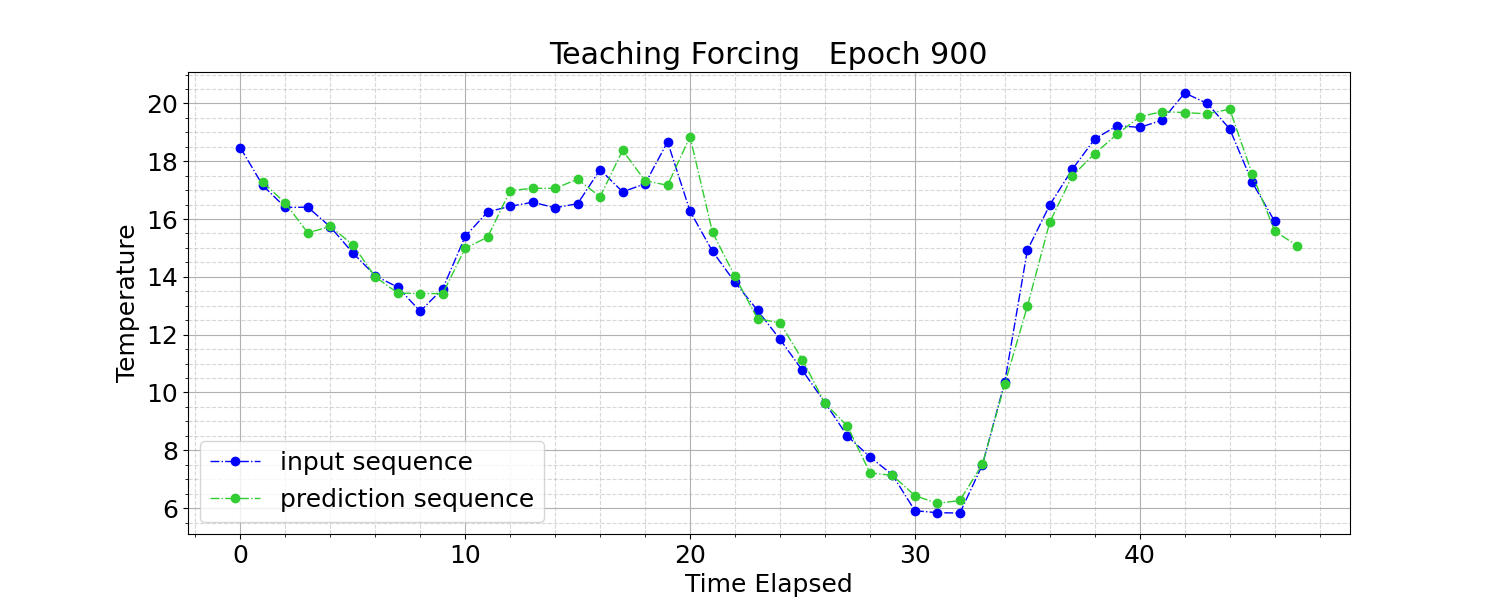 Teaching Forcing   Epoch 900
Temperature
20
18
16
14
12
10
8
6
input sequence
prediction sequence
0 10 20 30 40
Time Elapsed